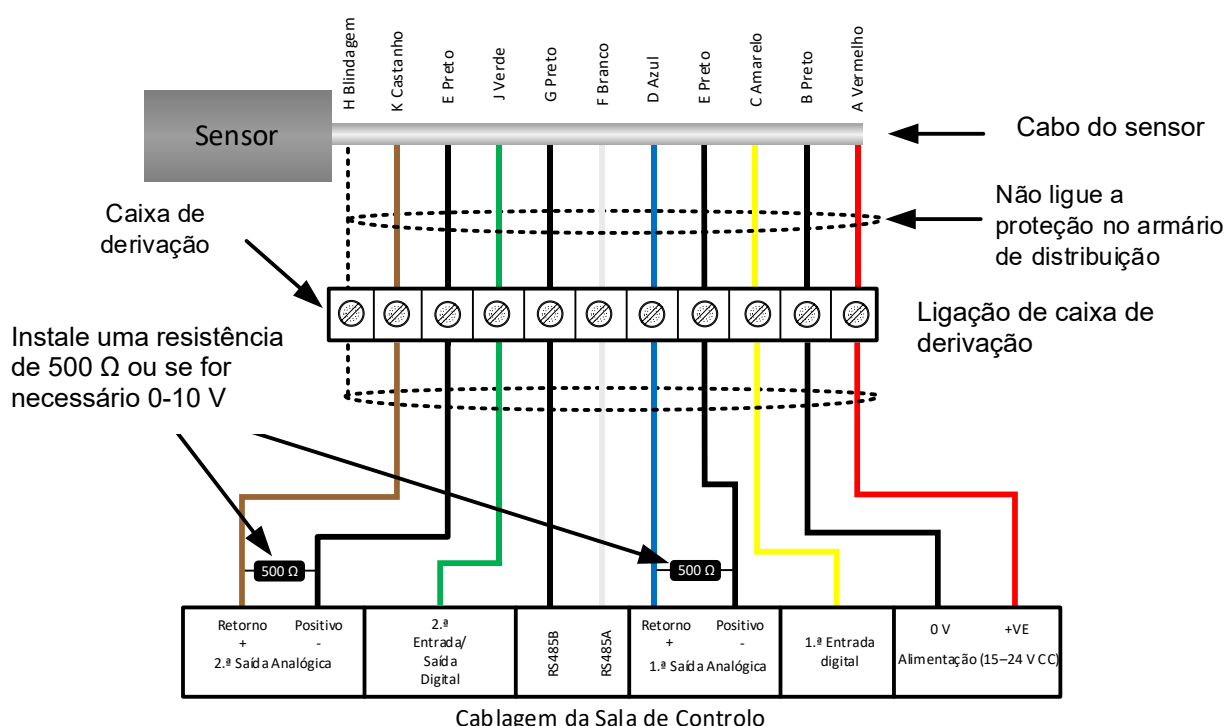 H Blindagem
K Castanho
E Preto
J Verde
G Preto
F Branco
D Azul
E Preto
C Amarelo
B Preto
A Vermelho
Sensor
Cabo do sensor
Caixa de
derivação
Não ligue a
proteção no armário
de distribuição
Ligação de caixa de
derivação
Instale uma resistência
de 500 Ω ou se for
necessário 0-10 V
500 Ω
500 Ω
Retorno Positivo
+ -
2.ª Saída Analógica
2.ª
Entrada/
Saída
Digital
RS485B
RS485A
Retorno Positivo
+ -
1.ª Saída Analógica
1.ª Entrada
digital
0 V +VE
Alimentação (15–24 V CC)
Cablagem da Sala de Controlo